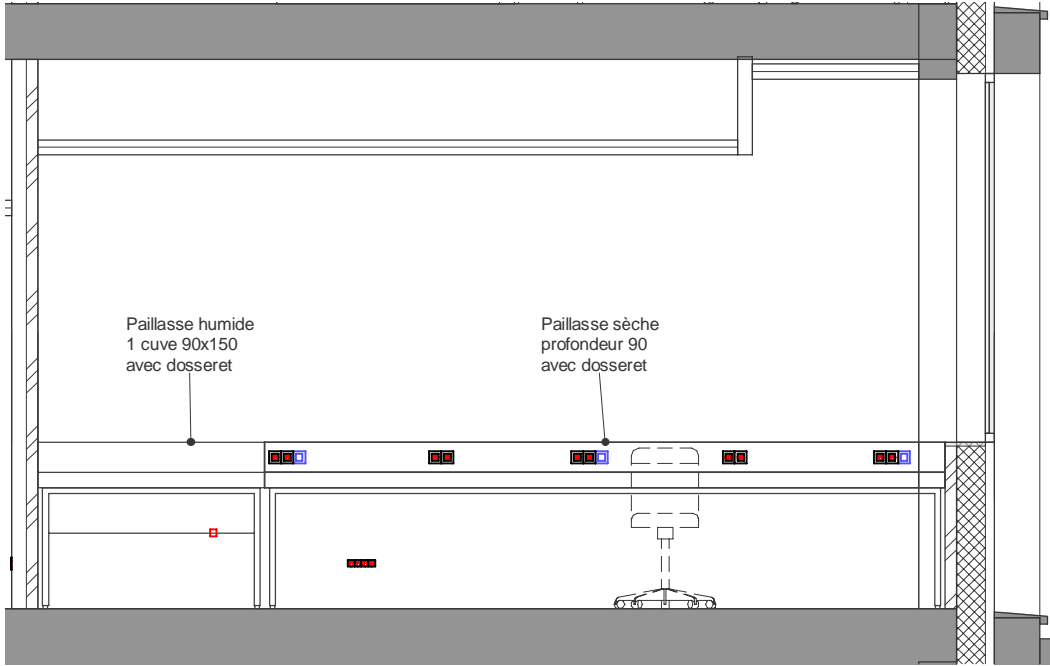 Paillasse humide
1 cuve 90x150
avec dosseret
Paillasse sèche
profondeur 90
avec dosseret